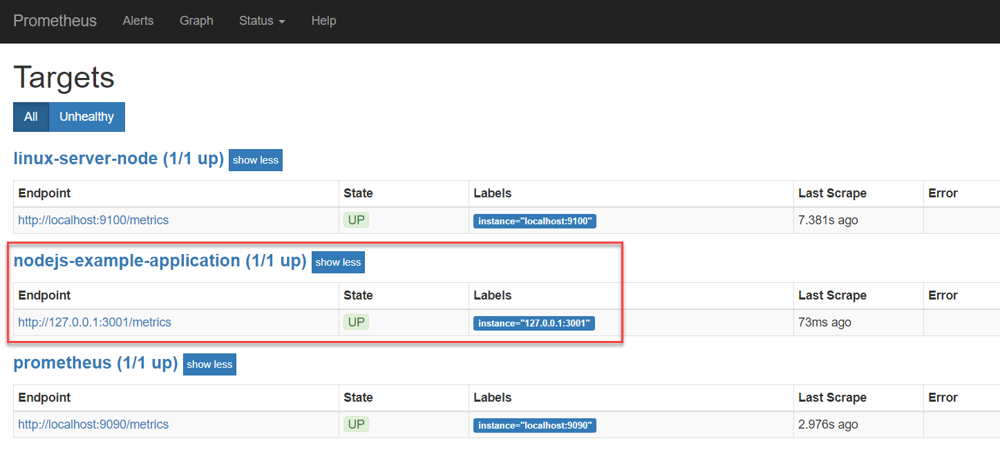 Prometheus Alerts Graph Status Help
Targets
All Unhealthy
linux-server-node (1/1 up) show less
Endpoint State Labels Last Scrape Error
http://localhost:9100/metrics UP instance="localhost:9100" 7.381s ago
nodejs-example-application (1/1 up) show less
Endpoint State Labels Last Scrape Error
http://127.0.0.1:3001/metrics UP instance="127.0.0.1:3001" 73ms ago
prometheus (1/1 up) show less
Endpoint State Labels Last Scrape Error
http://localhost:9090/metrics UP instance="localhost:9090" 2.976s ago